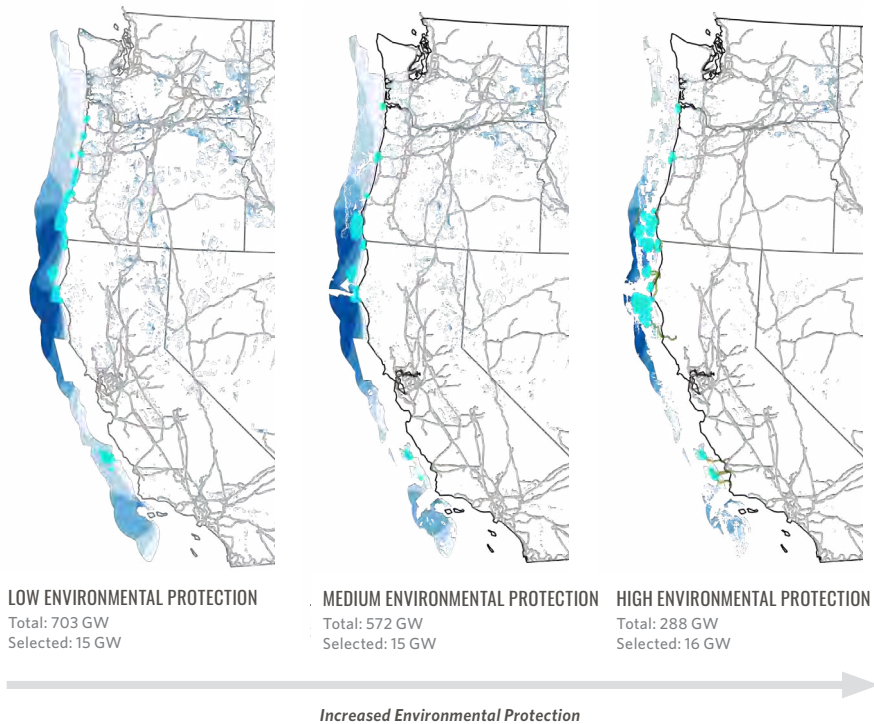 LOW ENVIRONMENTAL PROTECTION
Total: 703 GW
Selected: 15 GW
MEDIUM ENVIRONMENTAL PROTECTION
Total: 572 GW
Selected: 15 GW
HIGH ENVIRONMENTAL PROTECTION
Total: 288 GW
Selected: 16 GW
Increased Environmental Protection